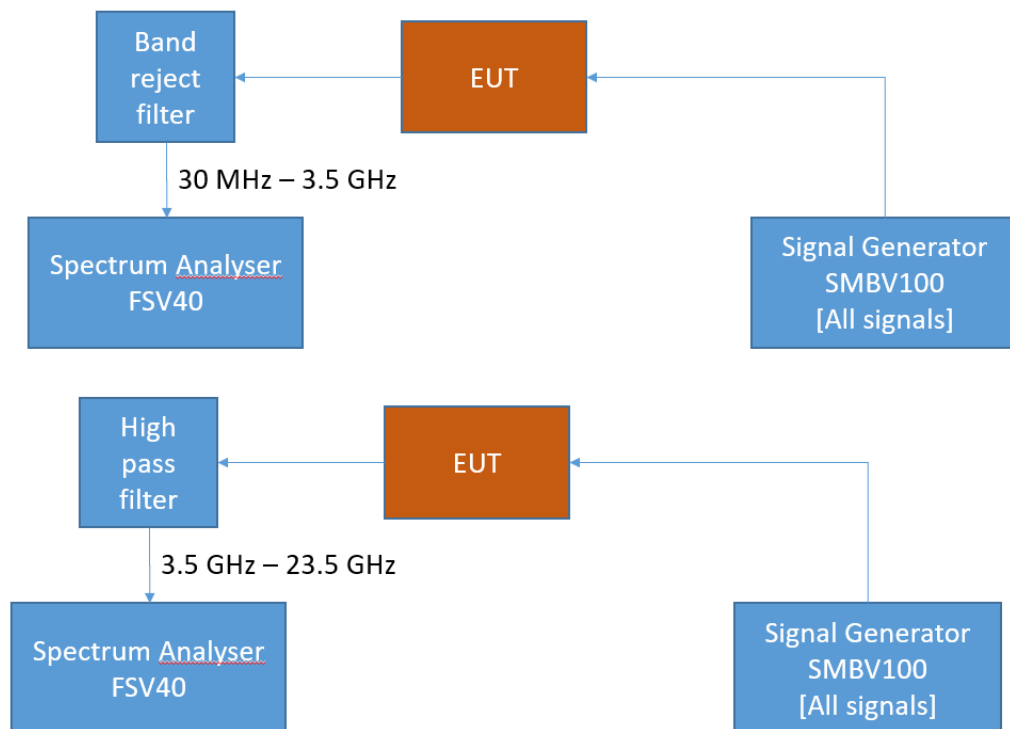 Band
reject
filter
EUT
30 MHz – 3.5 GHz
Spectrum Analyser
FSV40
Signal Generator
SMBV100
[All signals]
High
pass
filter
EUT
3.5 GHz – 23.5 GHz
Spectrum Analyser
FSV40
Signal Generator
SMBV100
[All signals]